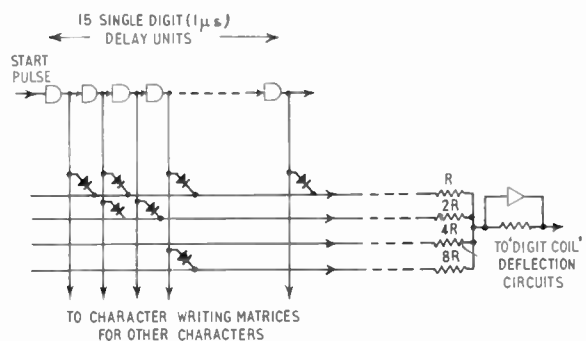 15 SINGLE DIGIT (1μs)
DELAY UNITS
START
PULSE
R
2R
4R
8R
TO 'DIGIT COIL'
DEFLECTION
CIRCUITS
TO CHARACTER WRITING MATRICES
FOR OTHER CHARACTERS